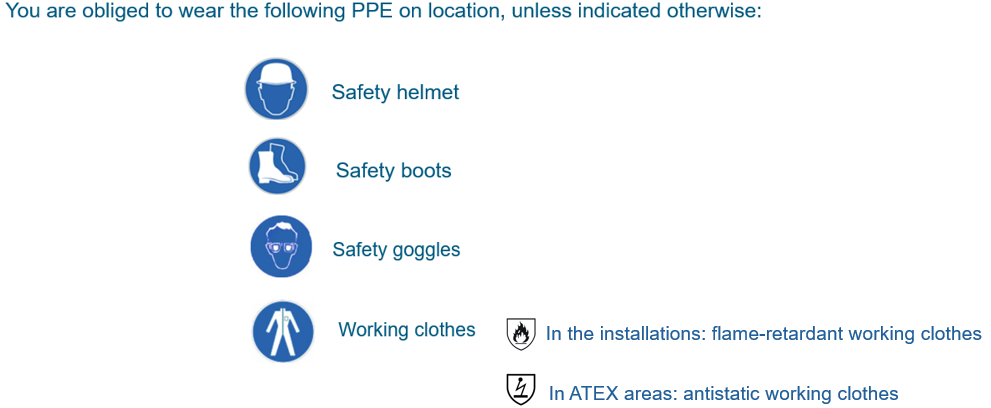 You are obliged to wear the following PPE on location, unless indicated otherwise:
Safety helmet
Safety boots
Safety goggles
Working clothes
In the installations: flame-retardant working clothes
In ATEX areas: antistatic working clothes